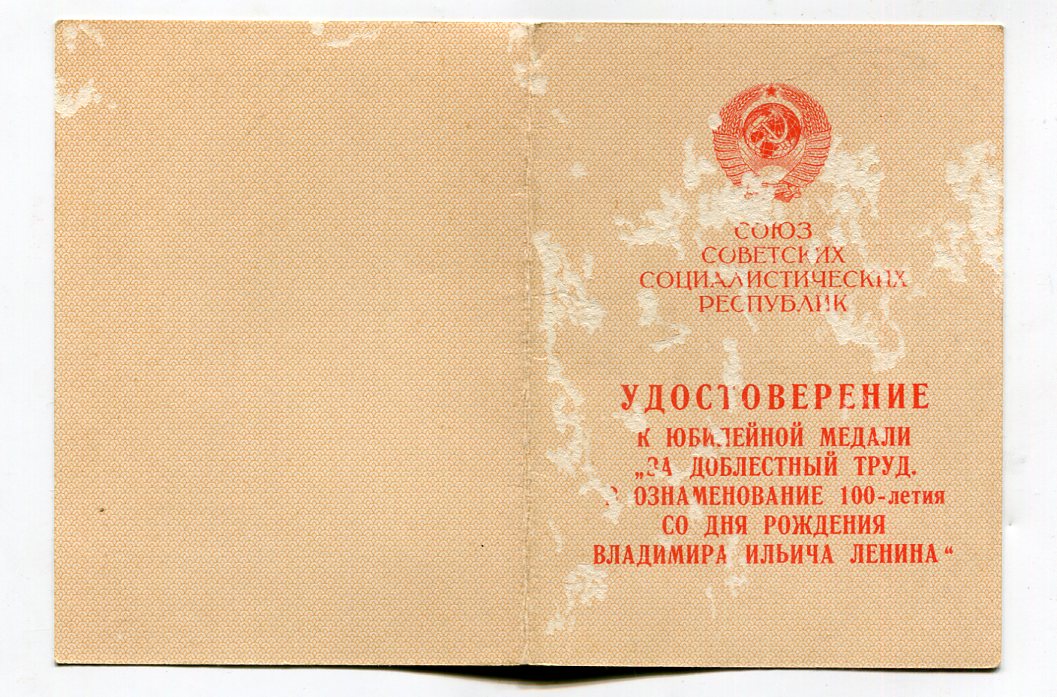 СОЮЗ
СОВЕТСКИХ
СОЦИАЛИСТИЧЕСКИХ
РЕСПУБЛИК
УДОСТОВЕРЕНИЕ
К ЮБИЛЕЙНОЙ МЕДАЛИ
„ЗА ДОБЛЕСТНЫЙ ТРУД.
В ОЗНАМЕНОВАНИЕ 100-летия
СО ДНЯ РОЖДЕНИЯ
ВЛАДИМИРА ИЛЬИЧА ЛЕНИНА“